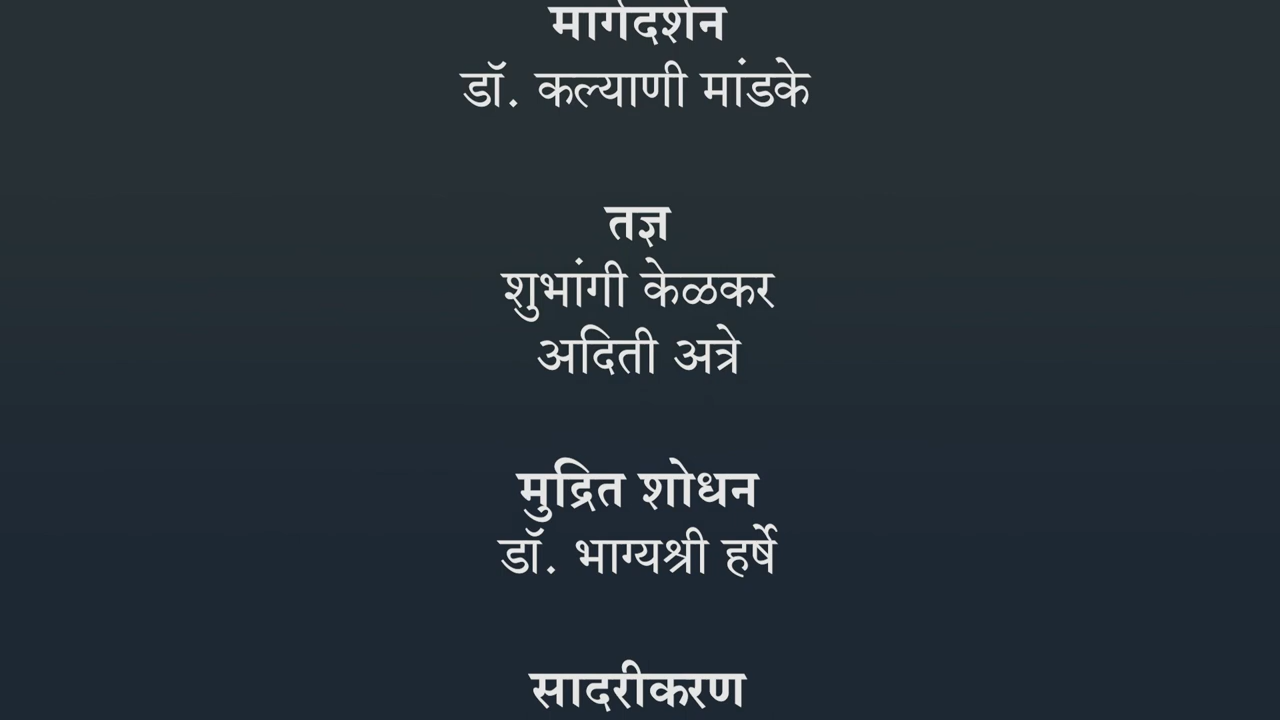 मार्गदर्शन
डॉ. कल्याणी मांडके
तज्ञ
शुभांगी केळकर
अदिती अत्रे
मुद्रित शोधन
डॉ. भाग्यश्री हर्षे
सादरीकरण